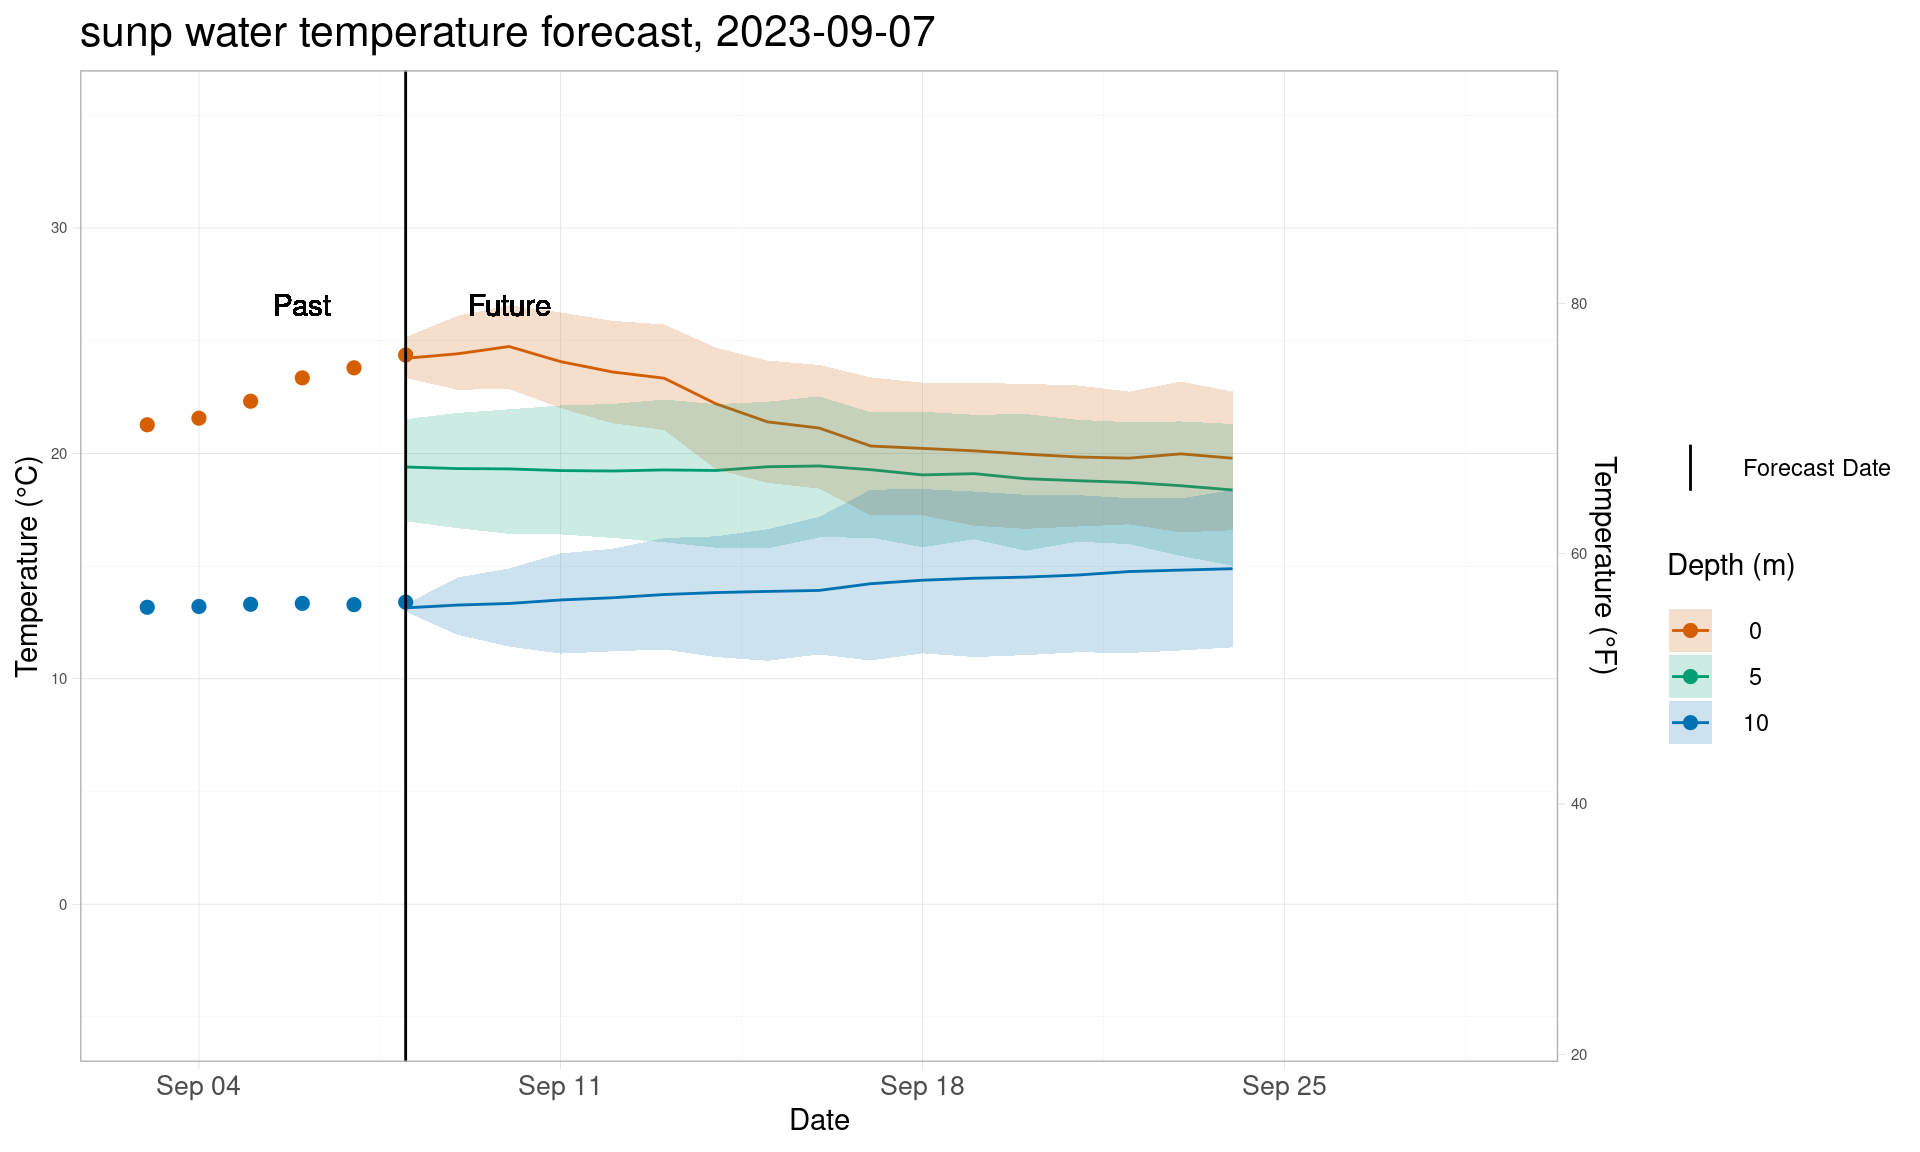 sunp water temperature forecast, 2023-09-07
Past
Future
30
20
10
0
Temperature (°C)
80
60
40
20
Temperature (°F)
Sep 04
Sep 11
Sep 18
Sep 25
Date
Forecast Date
Depth (m)
0
5
10